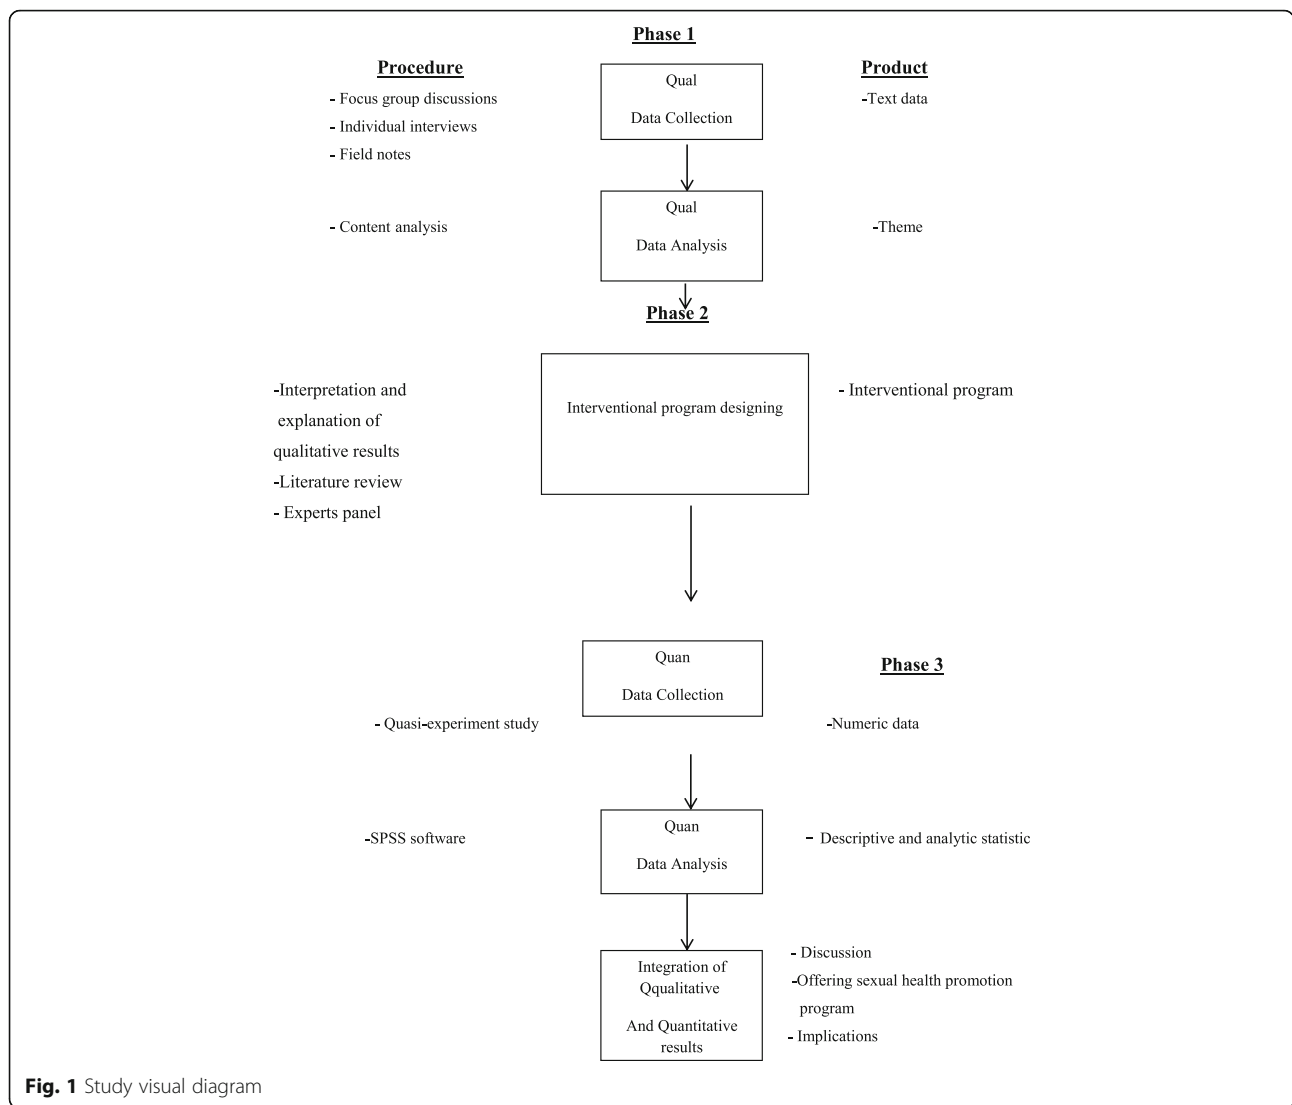 Phase 1
Procedure
Product
Qual
Data Collection
- Focus group discussions
- Individual interviews
- Field notes
-Text data
Qual
Data Analysis
- Content analysis
-Theme
Phase 2
-Interpretation and
explanation of
qualitative results
-Literature review
- Experts panel
Interventional program designing
- Interventional program
Quan
Data Collection
Phase 3
- Quasi-experiment study
-Numeric data
-SPSS software
Quan
Data Analysis
- Descriptive and analytic statistic
Integration of
Qqualitative
And Quantitative
results
- Discussion
-Offering sexual health promotion
program
- Implications
Fig. 1 Study visual diagram